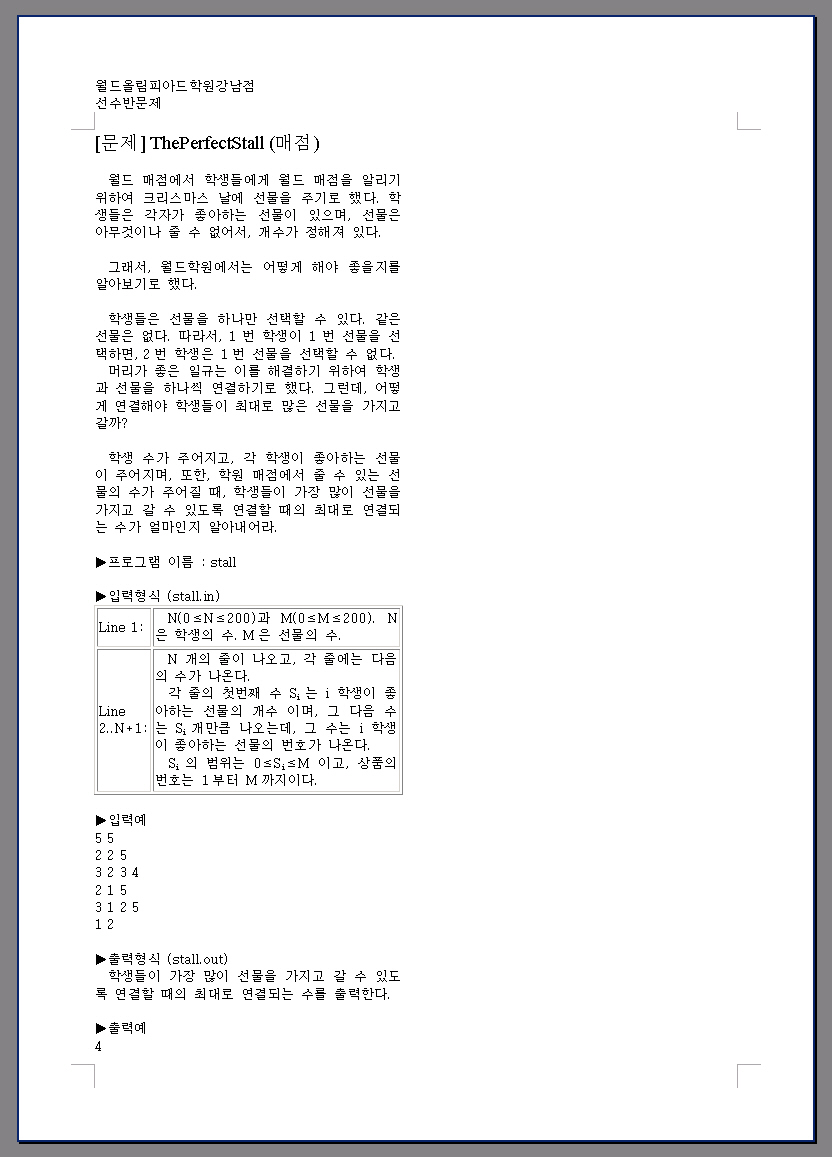 월드올림피아드학원강남점
선수반문제
[문제] ThePerfectStall (매점)
월드 매점에서 학생들에게 월드 매점을 알리기
위하여 크리스마스 날에 선물을 주기로 했다. 학
생들은 각자가 좋아하는 선물이 있으며, 선물은
아무것이나 줄 수 없어서, 개수가 정해져 있다.
그래서, 월드학원에서는 어떻게 해야 좋을지를
알아보기로 했다.
학생들은 선물을 하나만 선택할 수 있다. 같은
선물은 없다. 따라서, 1 번 학생이 1 번 선물을 선
택하면, 2 번 학생은 1 번 선물을 선택할 수 없다.
머리가 좋은 일규는 이를 해결하기 위하여 학생
과 선물을 하나씩 연결하기로 했다. 그런데, 어떻
게 연결해야 학생들이 최대로 많은 선물을 가지고
갈까?
학생 수가 주어지고, 각 학생이 좋아하는 선물
이 주어지며, 또한, 학원 매점에서 줄 수 있는 선
물의 수가 주어질 때, 학생들이 가장 많이 선물을
가지고 갈 수 있도록 연결할 때의 최대로 연결되
는 수가 얼마인지 알아내어라.
▶프로그램 이름 : stall
▶입력형식 (stall.in)
Line 1: N(0≤N≤200)과 M(0≤M≤200). N
은 학생의 수. M 은 선물의 수.
Line 2..N+1: N 개의 줄이 나오고, 각 줄에는 다음
의 수가 나온다.
각 줄의 첫번째 수 Si 는 i 학생이 좋
아하는 선물의 개수 이며, 그 다음 수
는 Si 개만큼 나오는데, 그 수는 i 학생
이 좋아하는 선물의 번호가 나온다.
Si 의 범위는 0≤Si≤M 이고, 상품의
번호는 1 부터 M 까지이다.
▶입력예
5 5
2 2 5
3 2 3 4
2 1 5
3 1 2 5
1 2
▶출력형식 (stall.out)
학생들이 가장 많이 선물을 가지고 갈 수 있도
록 연결할 때의 최대로 연결되는 수를 출력한다.
▶출력예
4